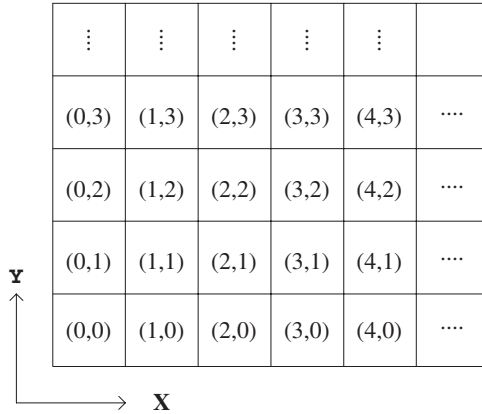 ⋮ ⋮ ⋮ ⋮ ⋮
(0,3) (1,3) (2,3) (3,3) (4,3) ....
(0,2) (1,2) (2,2) (3,2) (4,2) ....
(0,1) (1,1) (2,1) (3,1) (4,1) ....
Y
(0,0) (1,0) (2,0) (3,0) (4,0) ....
X